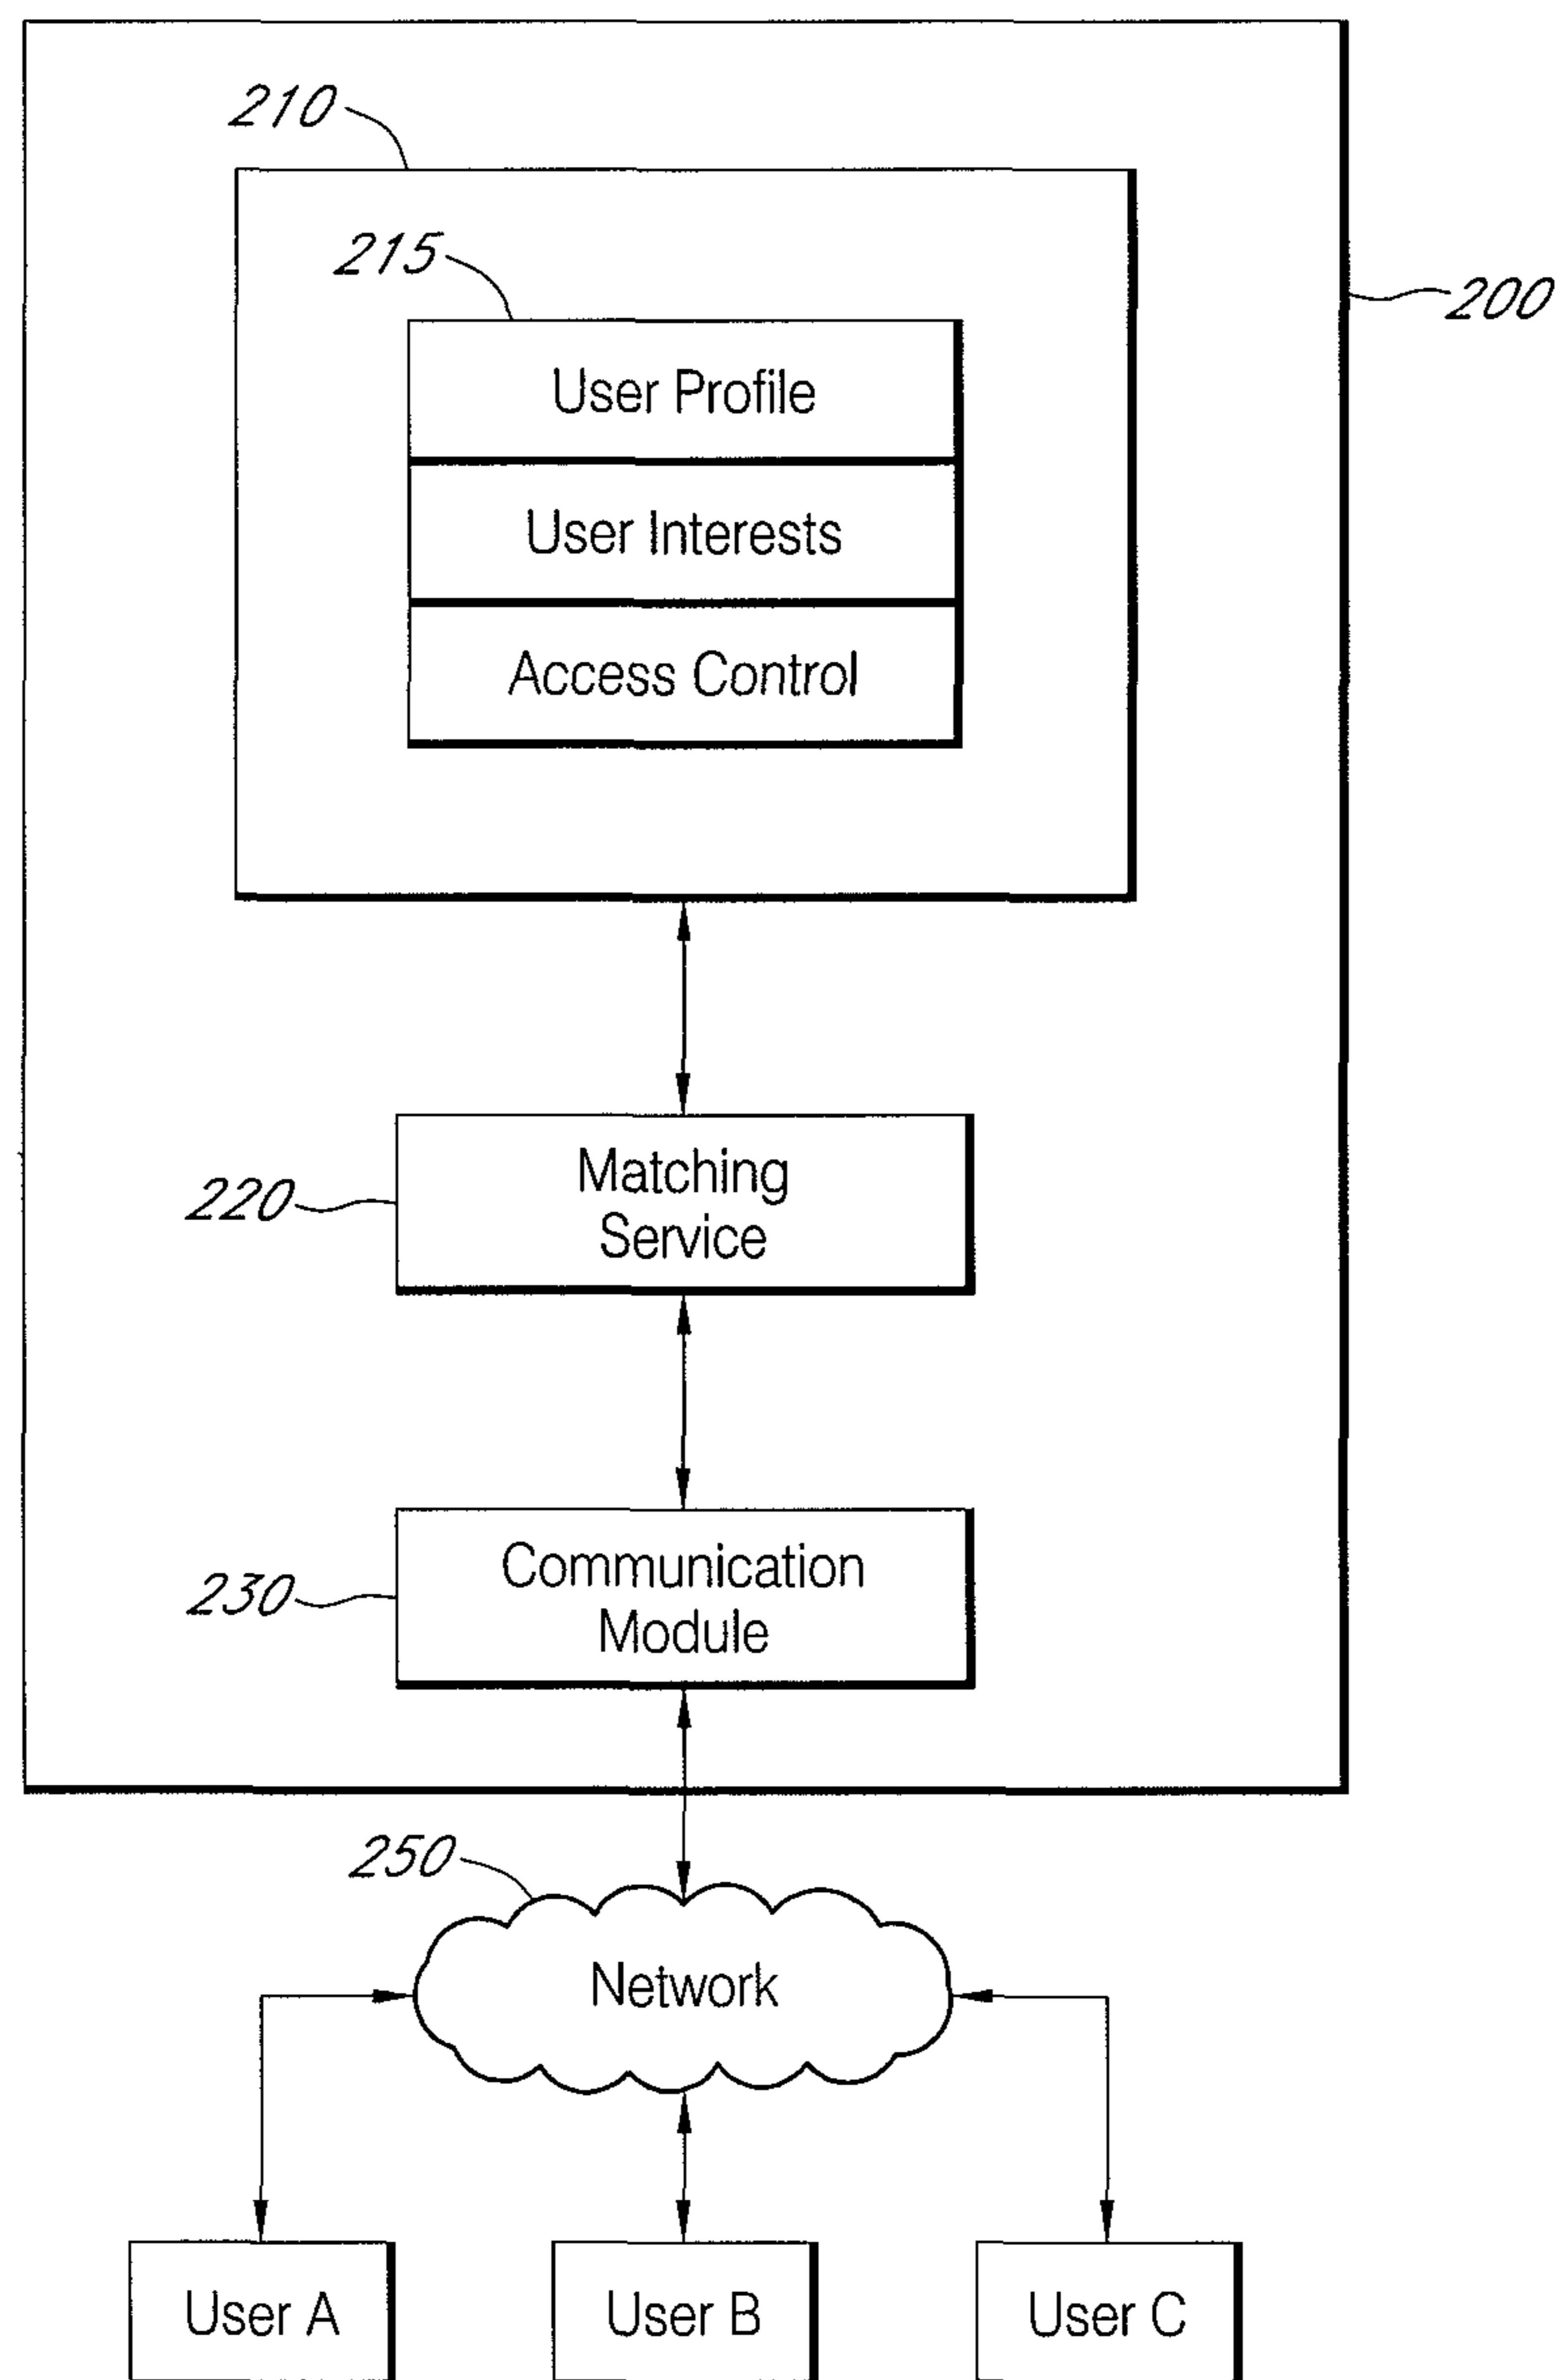 210
215
200
User Profile
User Interests
Access Control
220
Matching
Service
230
Communication
Module
250
Network
User A
User B
User C